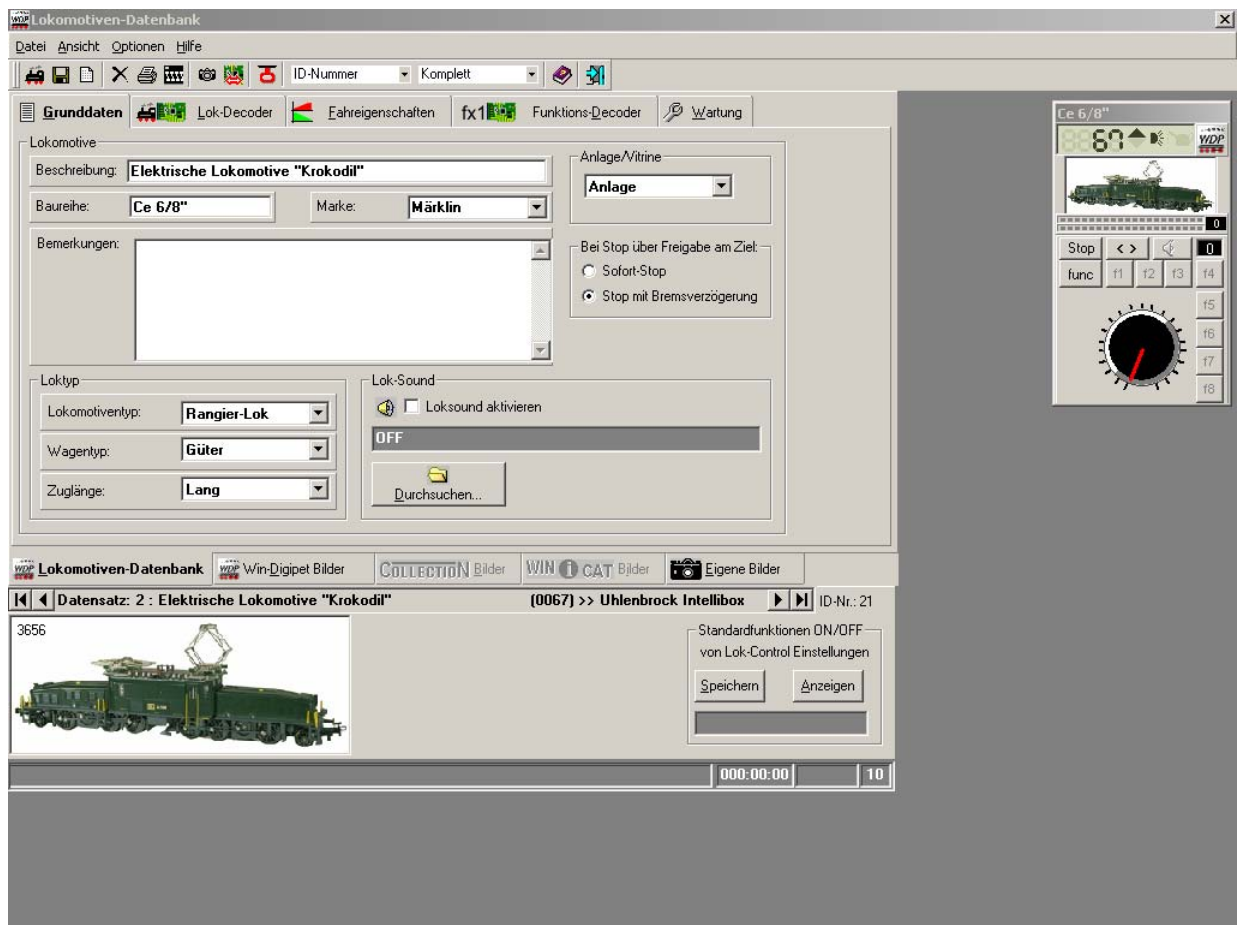 WDP Lokomotiven-Datenbank
Datei Ansicht Optionen Hilfe
ID-Nummer Komplett
Grunddaten Lok-Decoder Fahreigenschaften fx1 Funktions-Decoder Wartung
Lokomotive
Beschreibung: Elektrische Lokomotive "Krokodil"
Baureihe: Ce 6/8" Marke: Märklin
Bemerkungen:
Anlage/Vitrine
Anlage
Bei Stop über Freigabe am Ziel:
Sofort-Stop
Stop mit Bremsverzögerung
Loktyp
Lokomotiventyp: Rangier-Lok
Wagentyp: Güter
Zuglänge: Lang
Lok-Sound
Loksound aktivieren
OFF
Durchsuchen...
WDP Lokomotiven-Datenbank WDP Win-Digipet Bilder COLLECTION Bilder WIN i CAT Bilder Eigene Bilder
Datensatz: 2 : Elektrische Lokomotive "Krokodil" (0067) >> Uhlenbrock Intellibox ID-Nr.: 21
3656
Standardfunktionen ON/OFF
von Lok-Control Einstellungen
Speichern Anzeigen
000:00:00 10
Ce 6/8"
67 WDP
0
Stop < > 0
func f1 f2 f3 f4
f5
f6
f7
f8